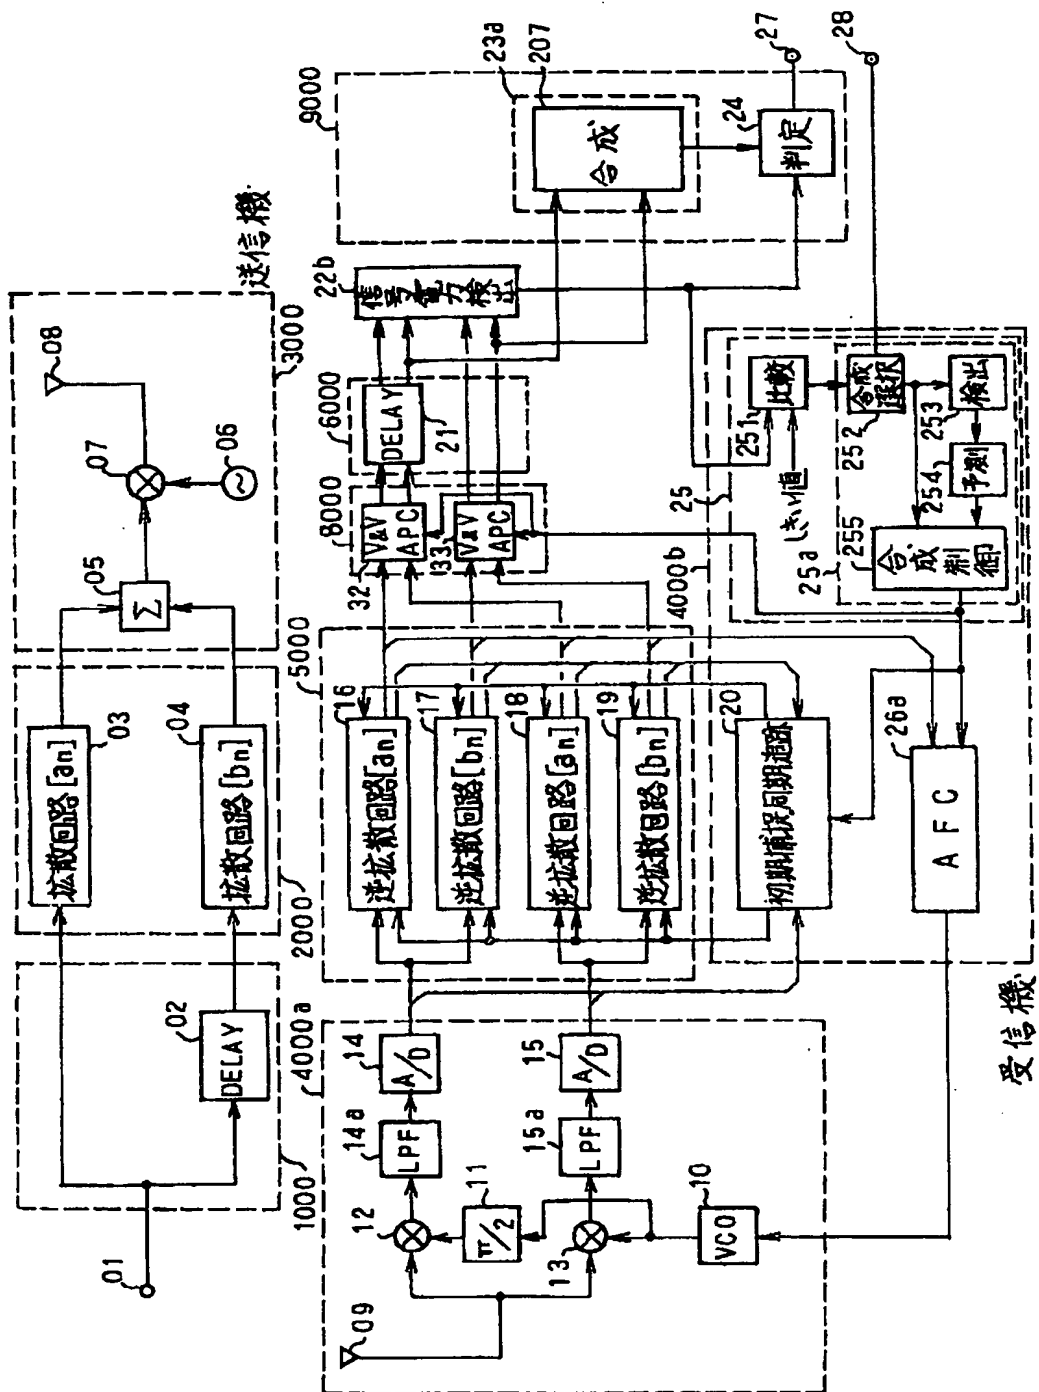 送信機
01
1000
02
DELAY
2000
拡散回路[an]
03
拡散回路[bn]
04
3000
05
Σ
06
~
07
08
受信機
09
4000a
10
VCO
11
π/2
12
13
14a
LPF
14
A/D
15a
LPF
15
A/D
5000
16
逆拡散回路[an]
17
逆拡散回路[bn]
18
逆拡散回路[an]
19
逆拡散回路[bn]
4000b
20
初期捕捉同期追跡
26a
AFC
8000
32
V&V
APC
33
V&V
APC
6000
DELAY
21
22b
信号電力検出
25
251
比較
しきい値
25a
252
合成選択
253
検出
254
予測
255
合成制御
9000
23a
207
合成
24
判定
27
28